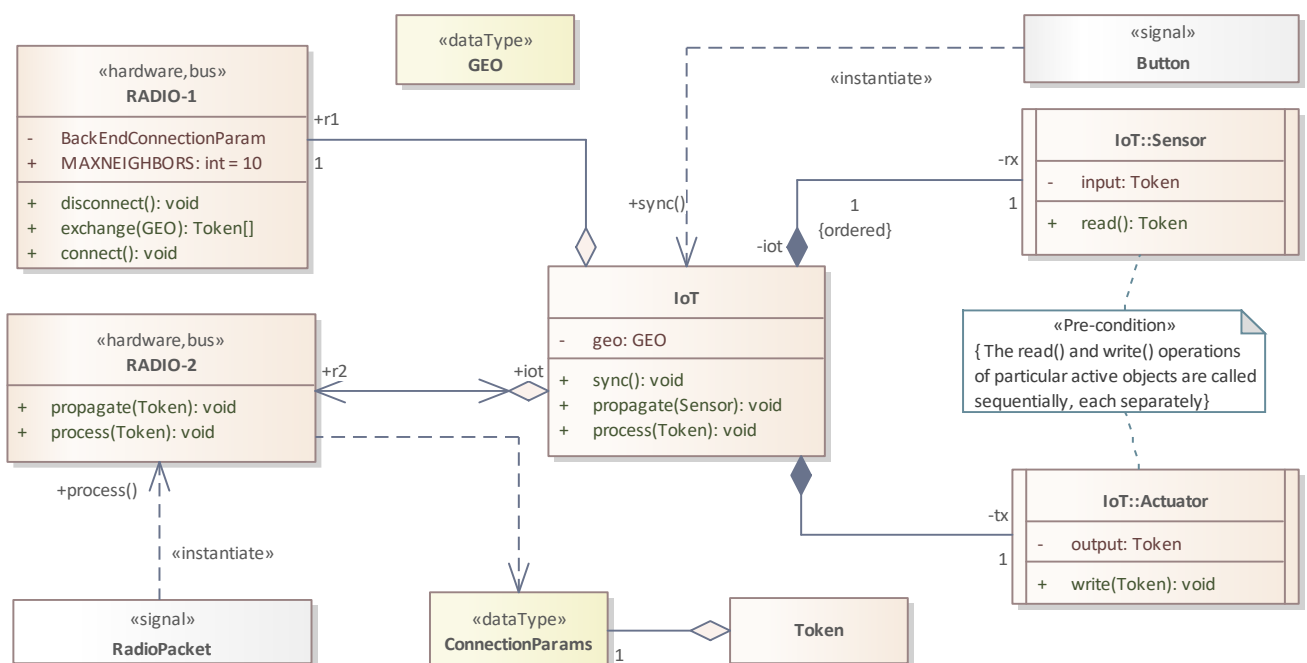 «dataType»
GEO
«signal»
Button
«hardware,bus»
RADIO-1
- BackEndConnectionParam
+ MAXNEIGHBORS: int = 10
+ disconnect(): void
+ exchange(GEO): Token[]
+ connect(): void
+r1
1
«instantiate»
+sync()
IoT::Sensor
- input: Token
+ read(): Token
-rx
1
1
{ordered}
-iot
IoT
- geo: GEO
+ sync(): void
+ propagate(Sensor): void
+ process(Token): void
«hardware,bus»
RADIO-2
+ propagate(Token): void
+ process(Token): void
+r2
+iot
«Pre-condition»
{ The read() and write() operations
of particular active objects are called
sequentially, each separately}
+process()
«instantiate»
-tx
1
IoT::Actuator
- output: Token
+ write(Token): void
«signal»
RadioPacket
«dataType»
ConnectionParams
1
Token